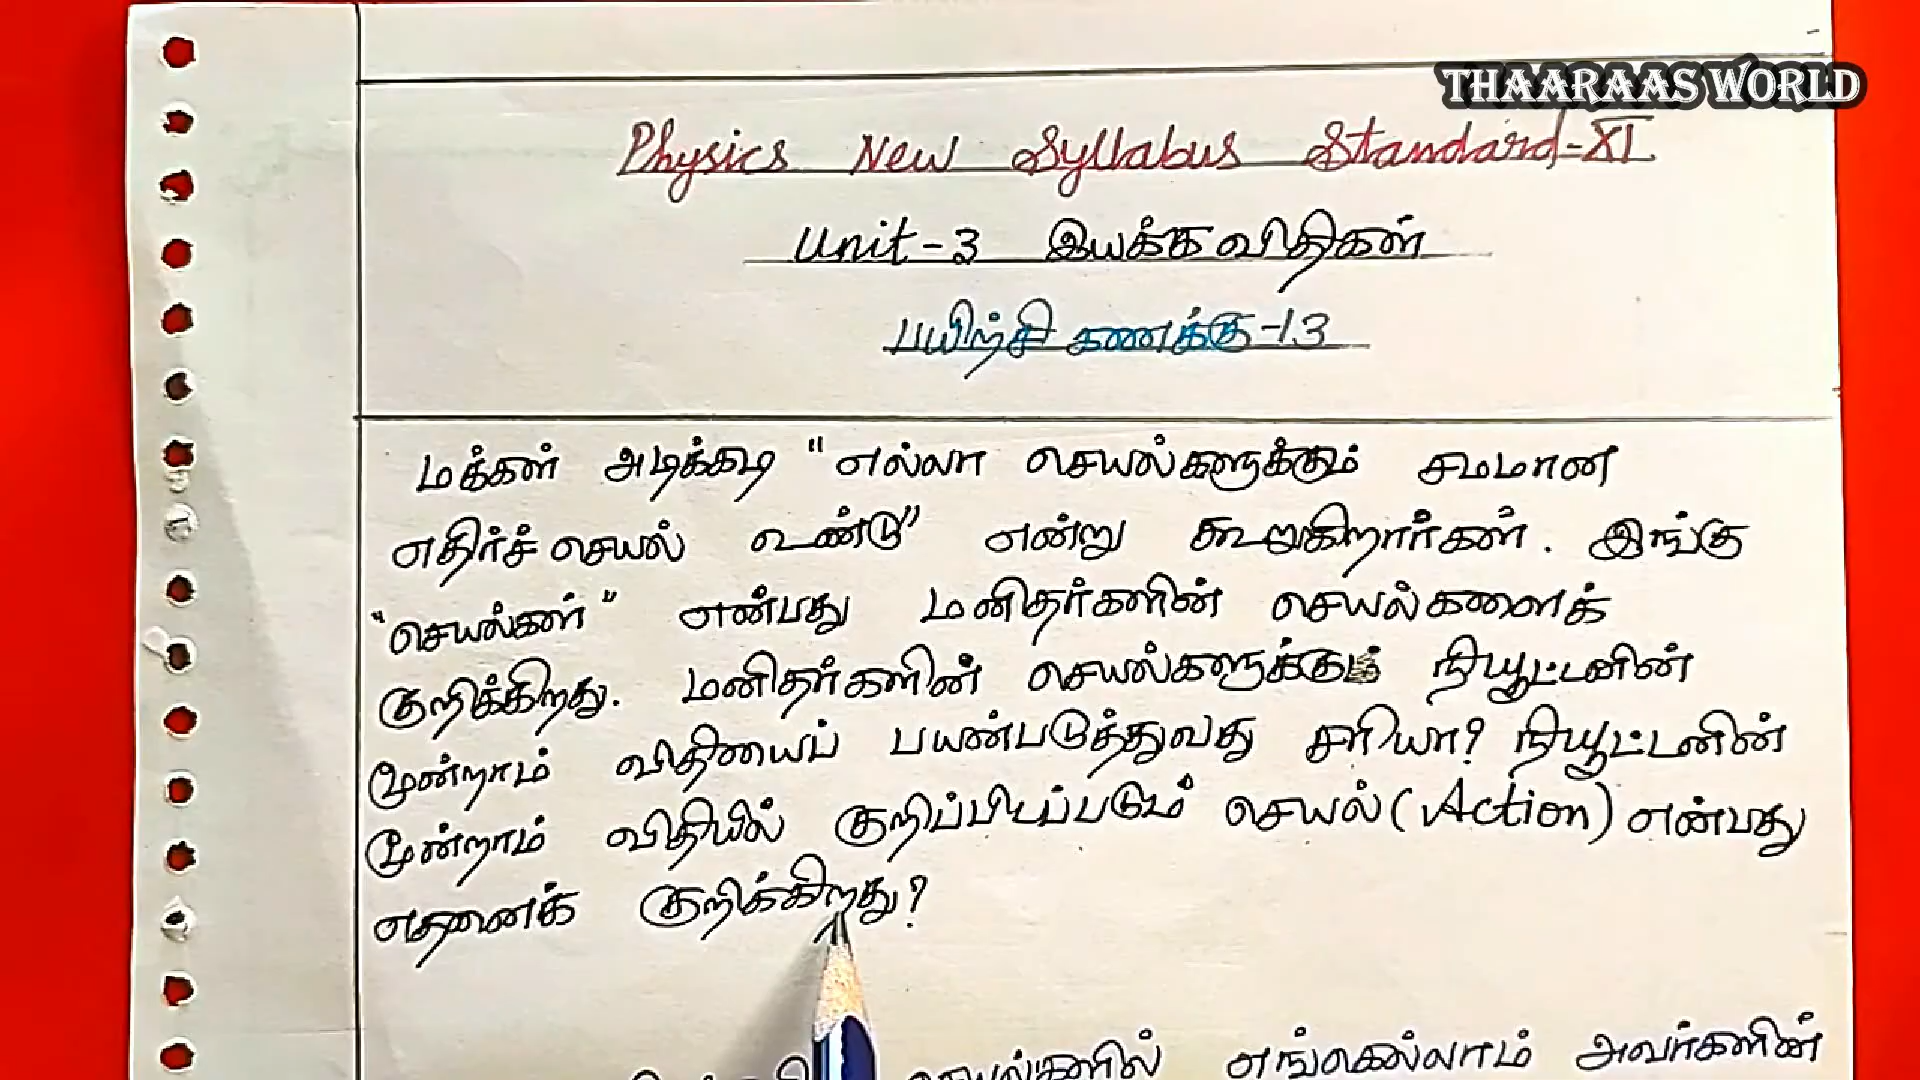 THAARAAS WORLD
Physics New Syllabus Standard-XI
Unit-3 இயக்க விதிகள்
பயிற்சி கணக்கு-13
மக்கள் அடிக்கடி "எல்லா செயல்களுக்கும் சமமான
எதிர்ச் செயல் உண்டு" என்று கூறுகிறார்கள். இங்கு
"செயல்கள்" என்பது மனிதர்களின் செயல்களைக்
குறிக்கிறது. மனிதர்களின் செயல்களுக்கும் நியூட்டனின்
மூன்றாம் விதியைப் பயன்படுத்துவது சரியா? நியூட்டனின்
மூன்றாம் விதியில் குறிப்பிடப்படும் செயல் (Action) என்பது
எதனைக் குறிக்கிறது?
செயல்களில் எங்கெல்லாம் அவர்களின்